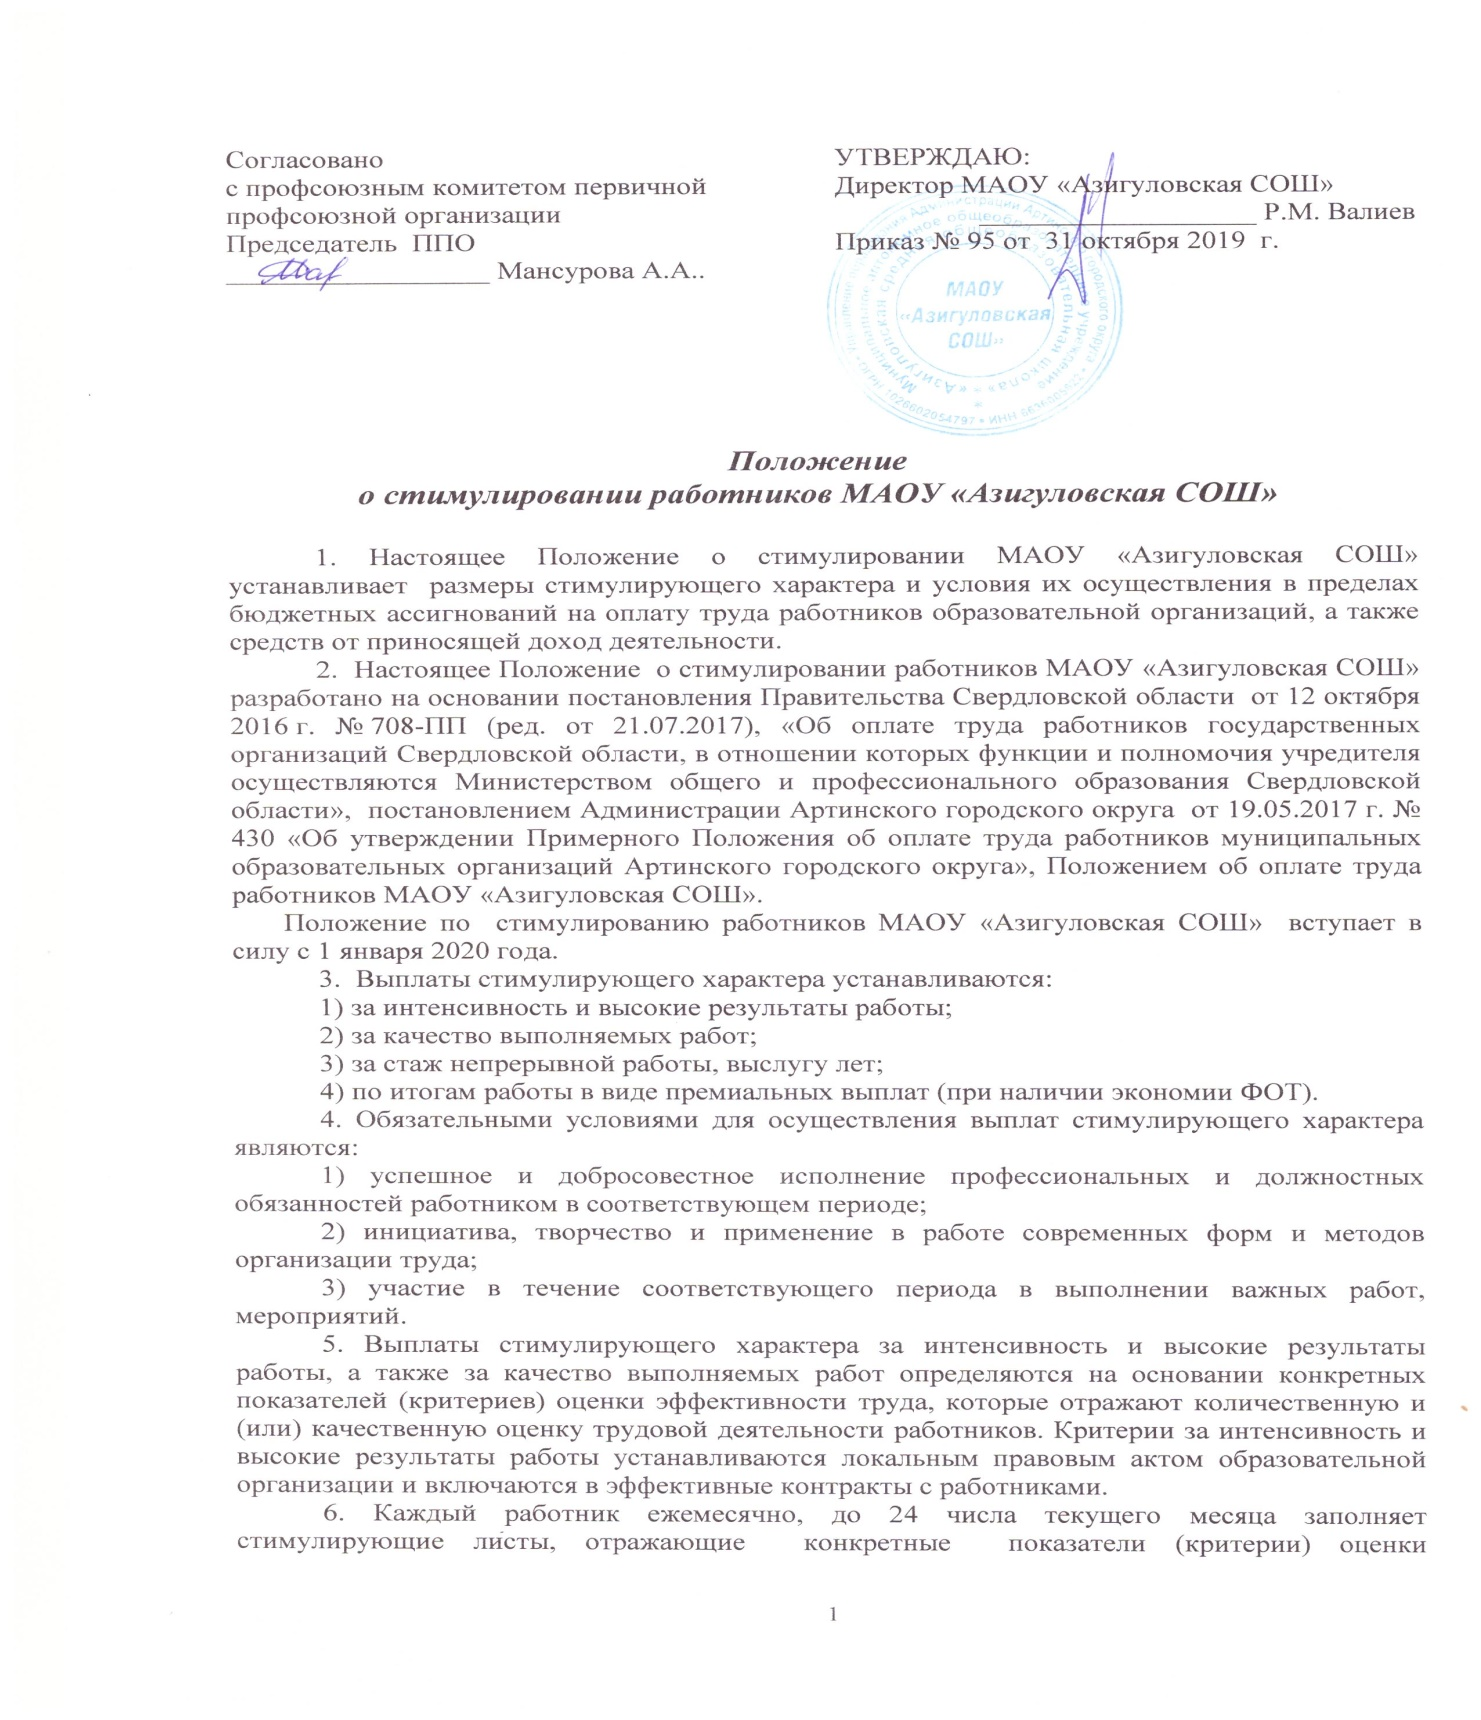 Согласовано
с профсоюзным комитетом первичной
профсоюзной организации
Председатель ППО
____________________ Мансурова А.А..
УТВЕРЖДАЮ:
Директор МАОУ «Азигуловская СОШ»
_____________________ Р.М. Валиев
Приказ № 95 от 31 октября 2019 г.
МАОУ
«Азигуловская
СОШ»
Положение
о стимулировании работников МАОУ «Азигуловская СОШ»
1. Настоящее Положение о стимулировании МАОУ «Азигуловская СОШ»
устанавливает размеры стимулирующего характера и условия их осуществления в пределах
бюджетных ассигнований на оплату труда работников образовательной организаций, а также
средств от приносящей доход деятельности.
2. Настоящее Положение о стимулировании работников МАОУ «Азигуловская СОШ»
разработано на основании постановления Правительства Свердловской области от 12 октября
2016 г. № 708-ПП (ред. от 21.07.2017), «Об оплате труда работников государственных
организаций Свердловской области, в отношении которых функции и полномочия учредителя
осуществляются Министерством общего и профессионального образования Свердловской
области», постановлением Администрации Артинского городского округа от 19.05.2017 г. №
430 «Об утверждении Примерного Положения об оплате труда работников муниципальных
образовательных организаций Артинского городского округа», Положением об оплате труда
работников МАОУ «Азигуловская СОШ».
Положение по стимулированию работников МАОУ «Азигуловская СОШ» вступает в
силу с 1 января 2020 года.
3. Выплаты стимулирующего характера устанавливаются:
1) за интенсивность и высокие результаты работы;
2) за качество выполняемых работ;
3) за стаж непрерывной работы, выслугу лет;
4) по итогам работы в виде премиальных выплат (при наличии экономии ФОТ).
4. Обязательными условиями для осуществления выплат стимулирующего характера
являются:
1) успешное и добросовестное исполнение профессиональных и должностных
обязанностей работником в соответствующем периоде;
2) инициатива, творчество и применение в работе современных форм и методов
организации труда;
3) участие в течение соответствующего периода в выполнении важных работ,
мероприятий.
5. Выплаты стимулирующего характера за интенсивность и высокие результаты
работы, а также за качество выполняемых работ определяются на основании конкретных
показателей (критериев) оценки эффективности труда, которые отражают количественную и
(или) качественную оценку трудовой деятельности работников. Критерии за интенсивность и
высокие результаты работы устанавливаются локальным правовым актом образовательной
организации и включаются в эффективные контракты с работниками.
6. Каждый работник ежемесячно, до 24 числа текущего месяца заполняет
стимулирующие листы, отражающие конкретные показатели (критерии) оценки
1